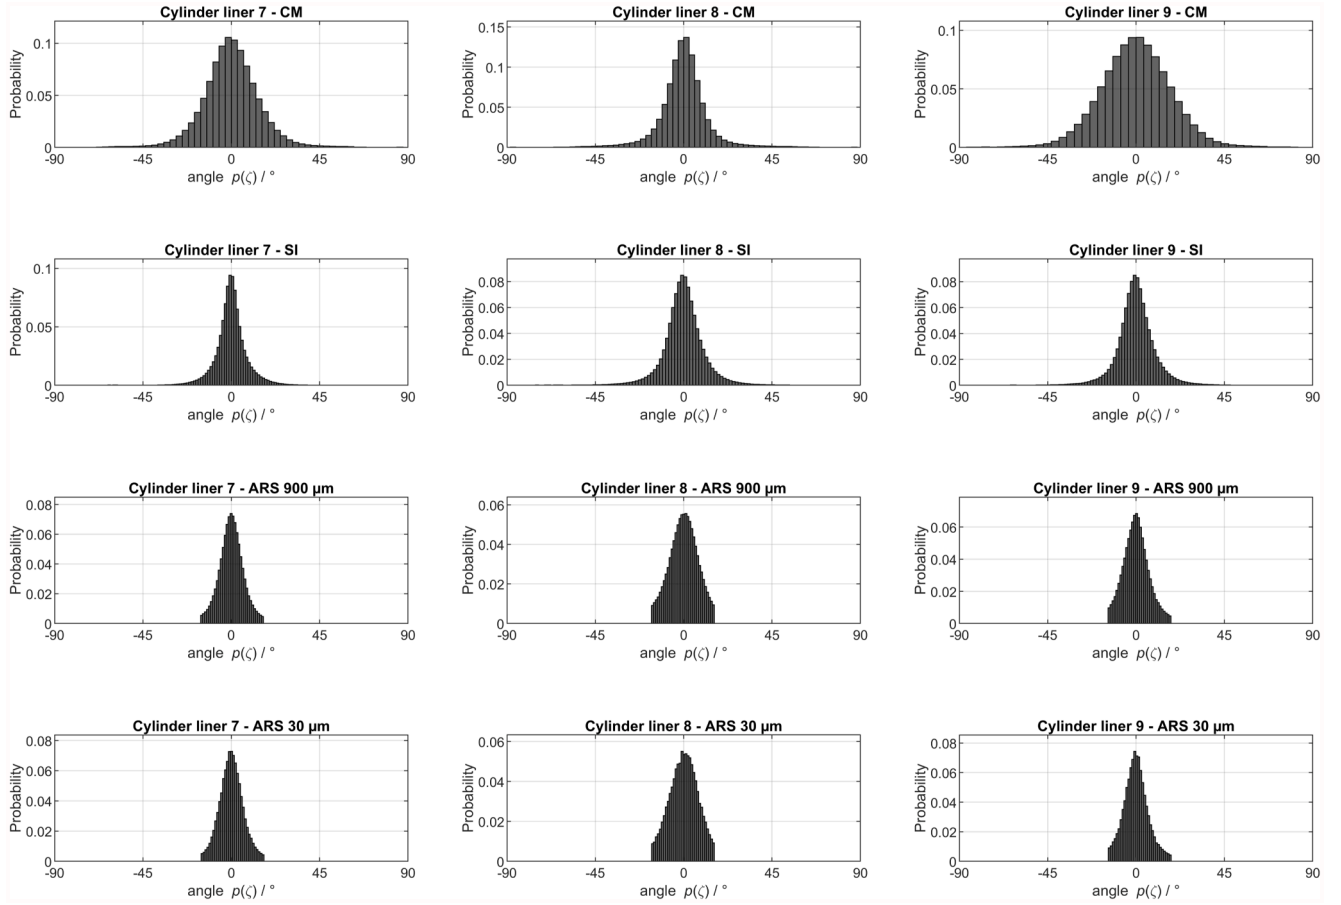 Cylinder liner 7 - CM
Probability
0.1
0.05
0
-90 -45 0 45 90
angle p(ζ) / °
Cylinder liner 8 - CM
Probability
0.15
0.1
0.05
0
-90 -45 0 45 90
angle p(ζ) / °
Cylinder liner 9 - CM
Probability
0.1
0.05
0
-90 -45 0 45 90
angle p(ζ) / °
Cylinder liner 7 - SI
Probability
0.1
0.05
0
-90 -45 0 45 90
angle p(ζ) / °
Cylinder liner 8 - SI
Probability
0.08
0.06
0.04
0.02
0
-90 -45 0 45 90
angle p(ζ) / °
Cylinder liner 9 - SI
Probability
0.08
0.06
0.04
0.02
0
-90 -45 0 45 90
angle p(ζ) / °
Cylinder liner 7 - ARS 900 µm
Probability
0.08
0.06
0.04
0.02
0
-90 -45 0 45 90
angle p(ζ) / °
Cylinder liner 8 - ARS 900 µm
Probability
0.06
0.04
0.02
0
-90 -45 0 45 90
angle p(ζ) / °
Cylinder liner 9 - ARS 900 µm
Probability
0.06
0.04
0.02
0
-90 -45 0 45 90
angle p(ζ) / °
Cylinder liner 7 - ARS 30 µm
Probability
0.08
0.06
0.04
0.02
0
-90 -45 0 45 90
angle p(ζ) / °
Cylinder liner 8 - ARS 30 µm
Probability
0.06
0.04
0.02
0
-90 -45 0 45 90
angle p(ζ) / °
Cylinder liner 9 - ARS 30 µm
Probability
0.08
0.06
0.04
0.02
0
-90 -45 0 45 90
angle p(ζ) / °